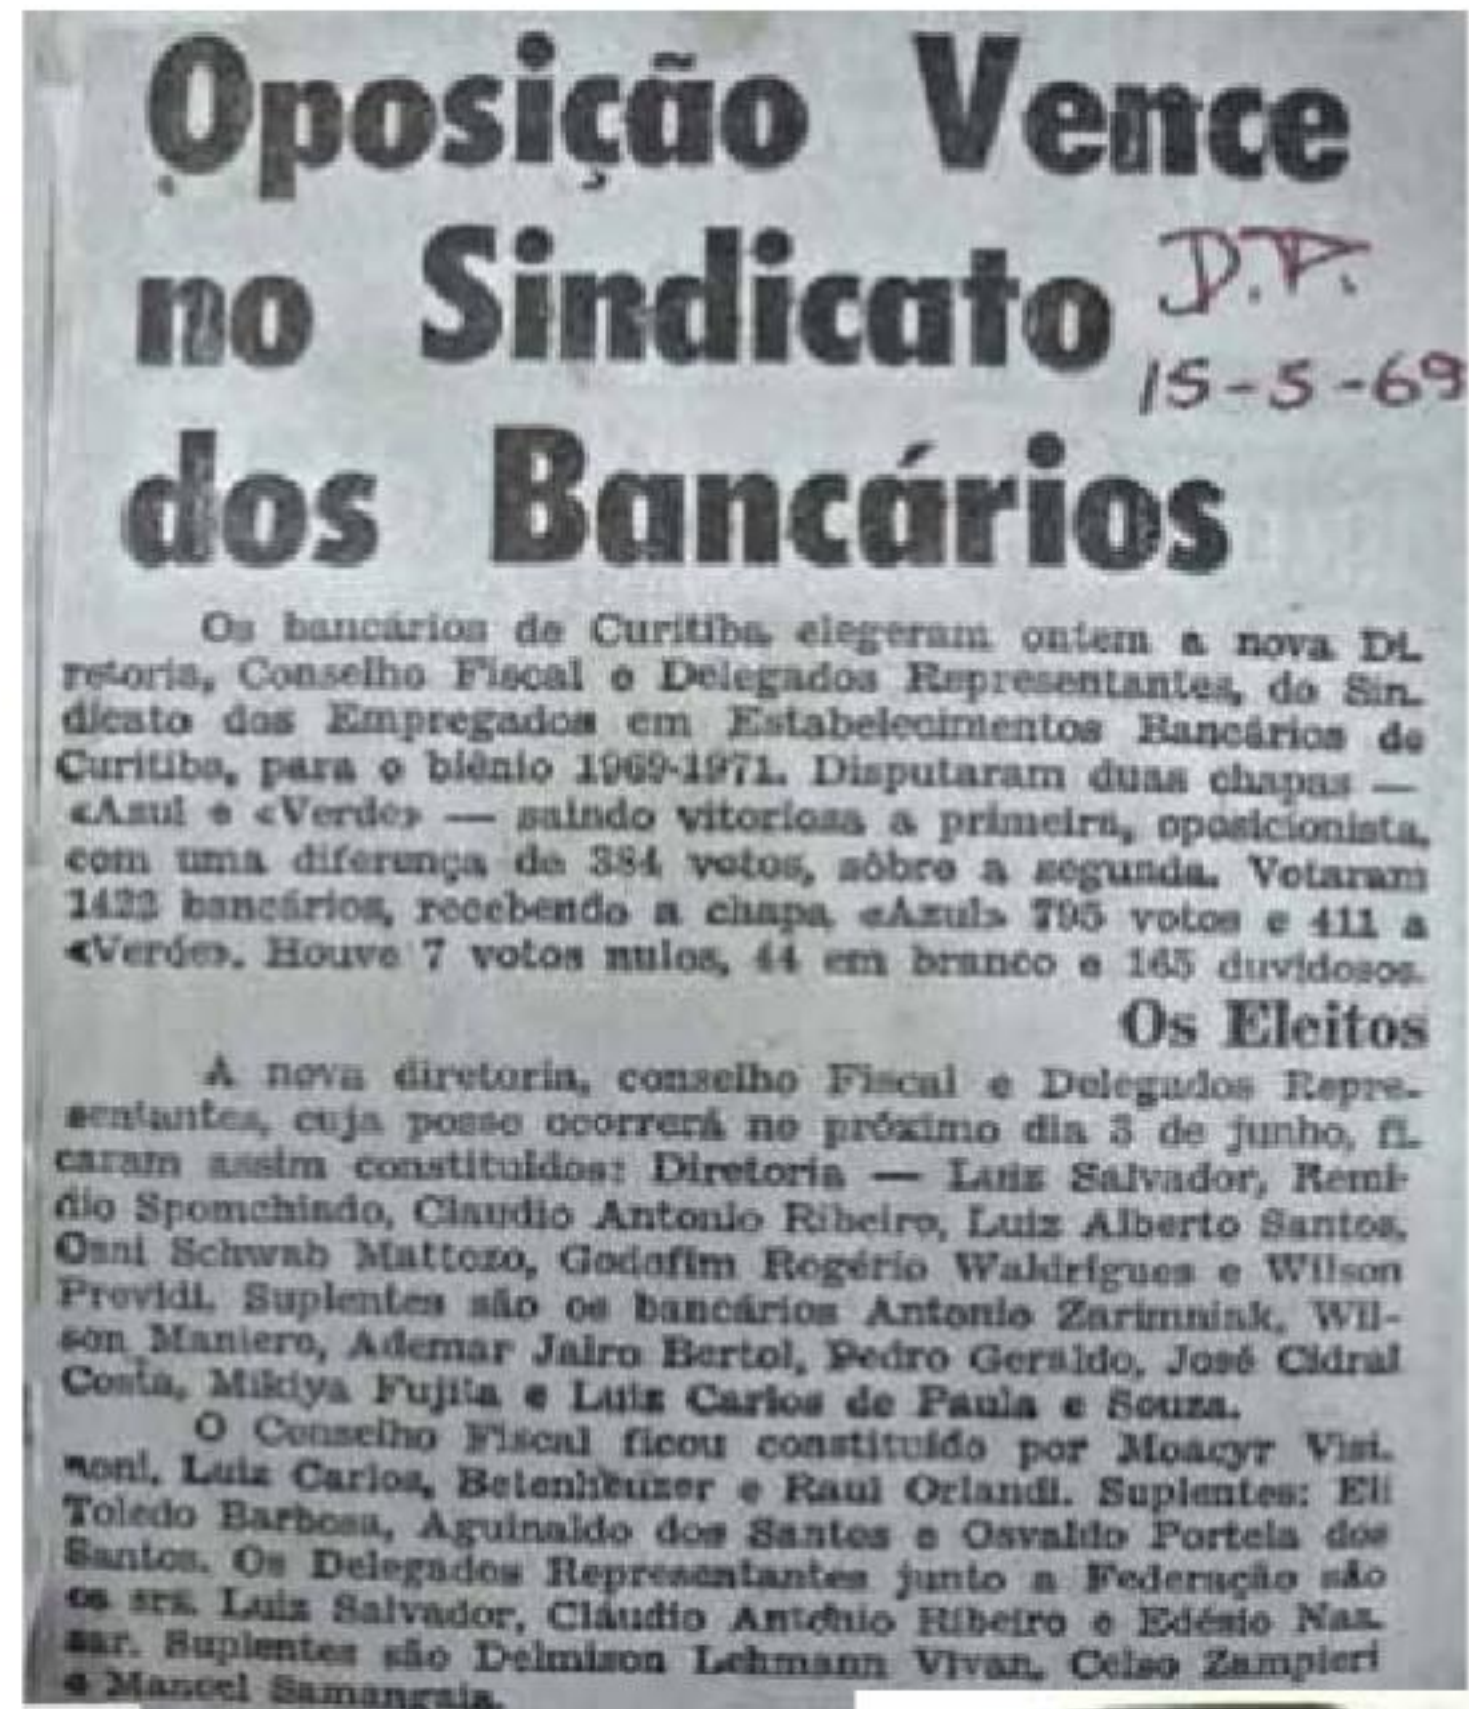 Oposição Vence
no Sindicato
D.P.
15-5-69
dos Bancários
Os bancários de Curitiba elegeram ontem a nova Di-
retoria, Conselho Fiscal e Delegados Representantes, do Sin-
dicato dos Empregados em Estabelecimentos Bancários de
Curitiba, para o biênio 1969-1971. Disputaram duas chapas —
«Azul e «Verde» — saindo vitoriosa a primeira, oposicionista,
com uma diferença de 384 votos, sôbre a segunda. Votaram
1422 bancários, recebendo a chapa «Azul» 795 votos e 411 a
«Verde». Houve 7 votos nulos, 44 em branco e 165 duvidosos.
Os Eleitos
A nova diretoria, conselho Fiscal e Delegados Repre-
sentantes, cuja posse ocorrerá no próximo dia 3 de junho, fi-
caram assim constituídos: Diretoria — Luiz Salvador, Remi-
dio Spomchiado, Claudio Antonio Ribeiro, Luiz Alberto Santos,
Osni Schwab Mattozo, Godofim Rogério Wakirigues e Wilson
Previdi. Suplentes são os bancários Antonio Zarimnink, Wil-
son Maniero, Ademar Jairo Bertol, Pedro Geraldo, José Cidral
Costa, Mikiya Fujita e Luiz Carlos de Paula e Souza.
O Conselho Fiscal ficou constituído por Moacyr Visi-
noni, Luiz Carlos, Betenheuzer e Raul Orlandi. Suplentes: Eli
Toledo Barbosa, Aguinaldo dos Santos e Osvaldo Portela dos
Santos. Os Delegados Representantes junto a Federação são
os srs. Luiz Salvador, Cláudio Antônio Ribeiro e Edésio Nas-
sar. Suplentes são Delmison Lehmann Vivan, Celso Zampieri
e Manoel